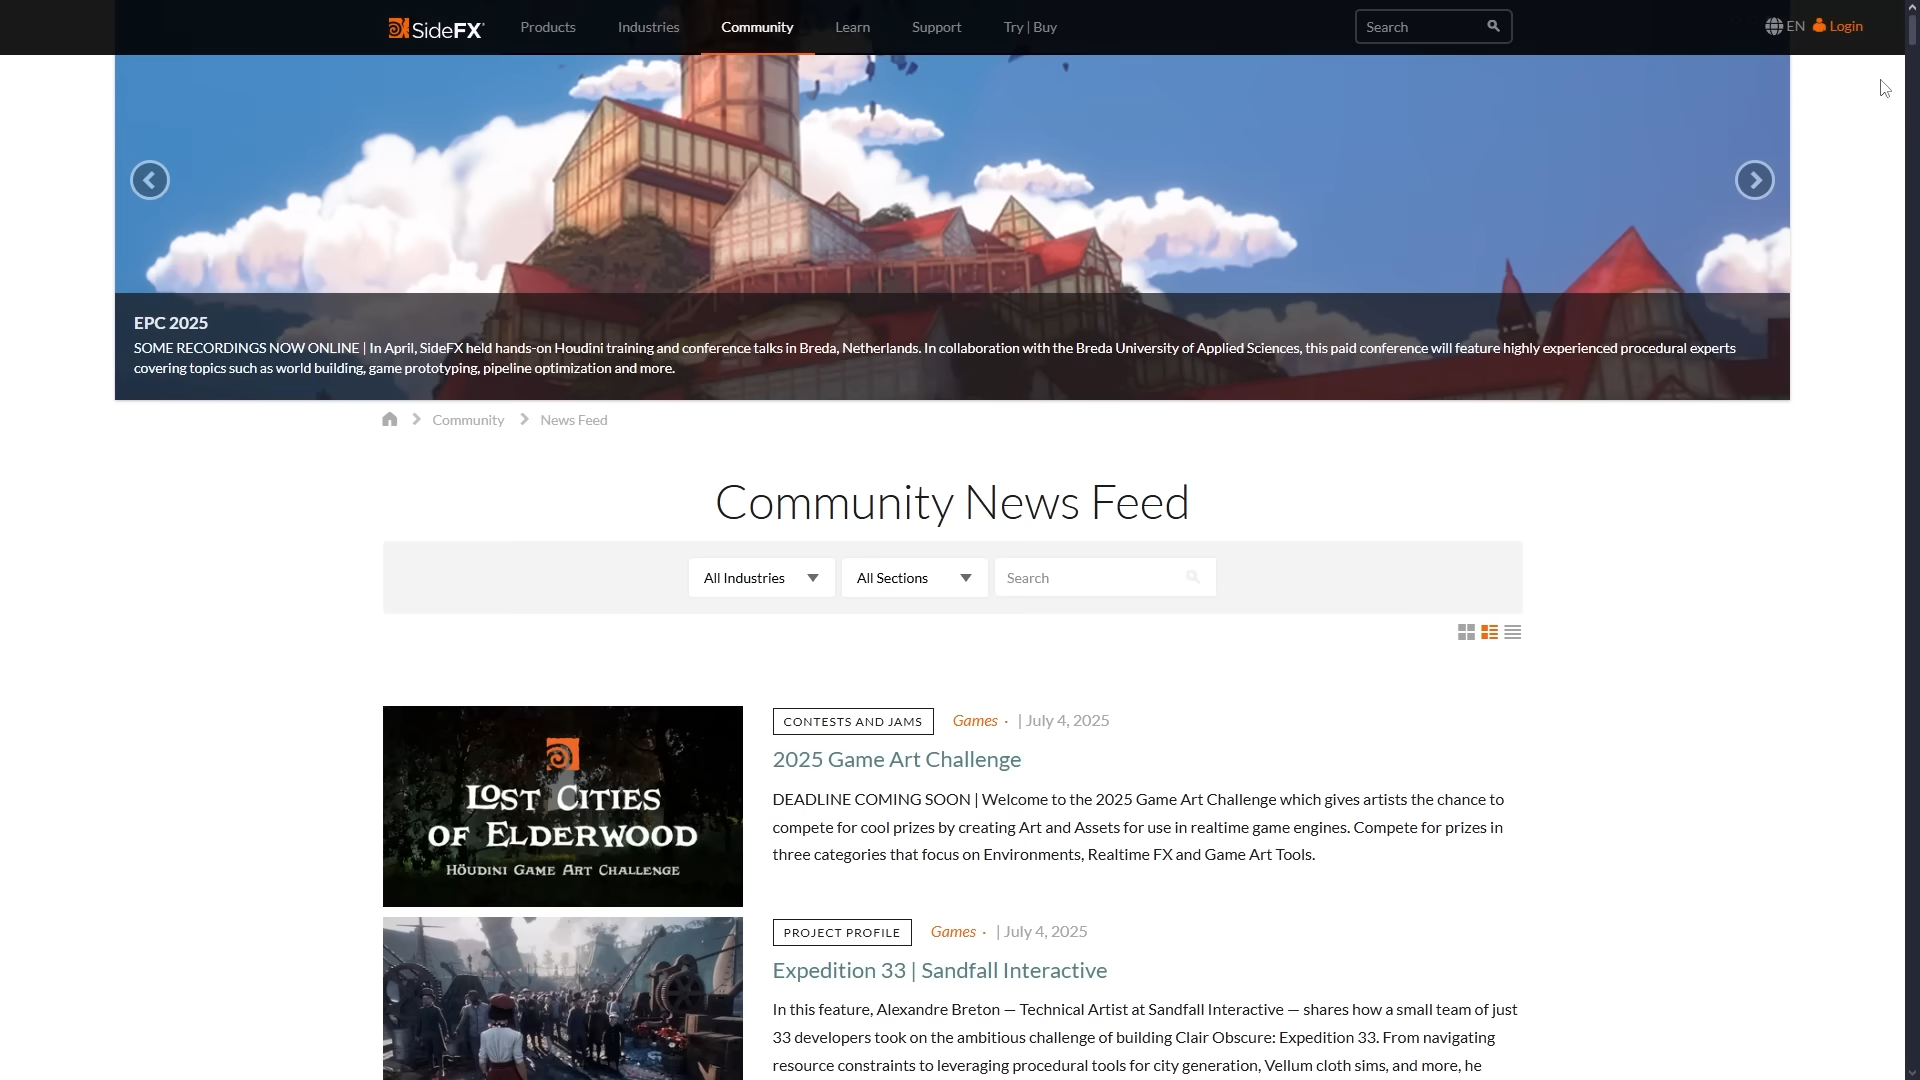 SideFX
Products
Industries
Community
Learn
Support
Try | Buy
Search
EN
Login
EPC 2025
SOME RECORDINGS NOW ONLINE | In April, SideFX held hands-on Houdini training and conference talks in Breda, Netherlands. In collaboration with the Breda University of Applied Sciences, this paid conference will feature highly experienced procedural experts
covering topics such as world building, game prototyping, pipeline optimization and more.
Community
News Feed
Community News Feed
All Industries
All Sections
Search
LOST CITIES
OF ELDERWOOD
HOUDINI GAME ART CHALLENGE
CONTESTS AND JAMS
Games · | July 4, 2025
2025 Game Art Challenge
DEADLINE COMING SOON | Welcome to the 2025 Game Art Challenge which gives artists the chance to
compete for cool prizes by creating Art and Assets for use in realtime game engines. Compete for prizes in
three categories that focus on Environments, Realtime FX and Game Art Tools.
PROJECT PROFILE
Games · | July 4, 2025
Expedition 33 | Sandfall Interactive
In this feature, Alexandre Breton — Technical Artist at Sandfall Interactive — shares how a small team of just
33 developers took on the ambitious challenge of building Clair Obscure: Expedition 33. From navigating
resource constraints to leveraging procedural tools for city generation, Vellum cloth sims, and more, he